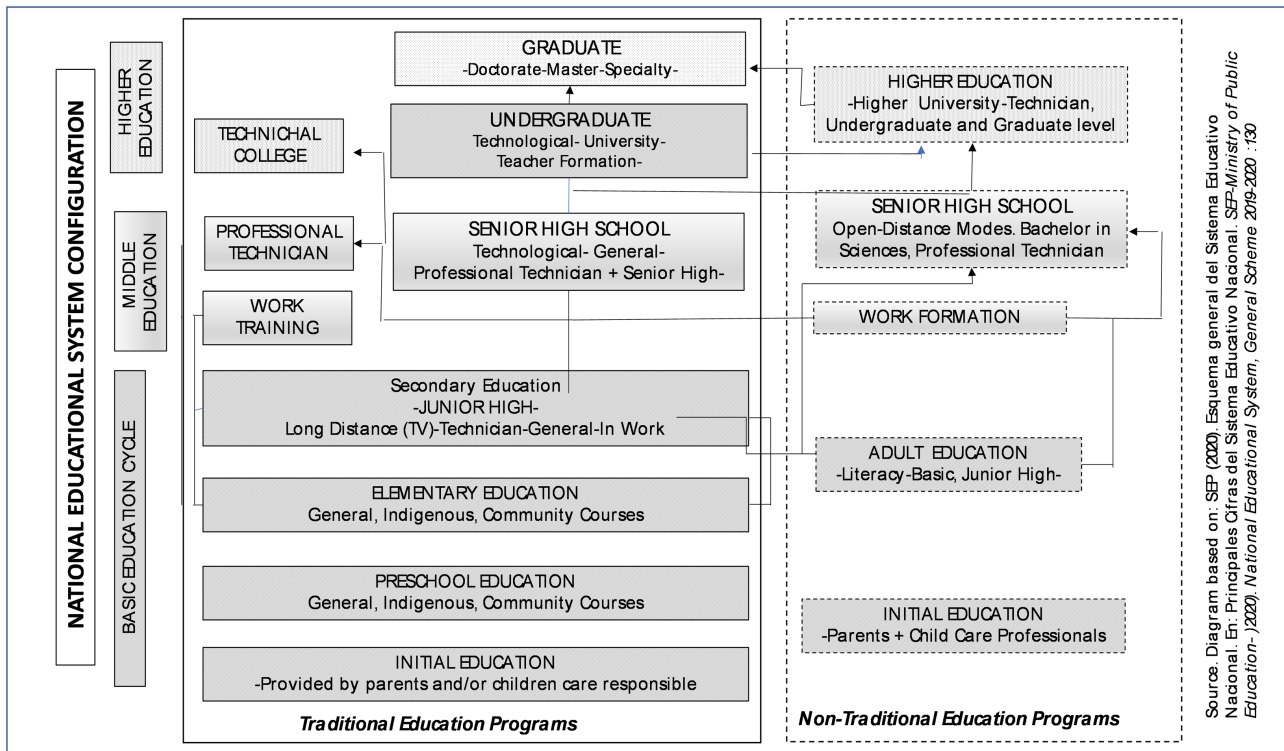 NATIONAL EDUCATIONAL SYSTEM CONFIGURATION
HIGHER
EDUCATION
MIDDLE
EDUCATION
BASIC EDUCATION CYCLE
GRADUATE
-Doctorate-Master-Specialty-
UNDERGRADUATE
Technological- University-
Teacher Formation-
TECHNICHAL
COLLEGE
PROFESSIONAL
TECHNICIAN
SENIOR HIGH SCHOOL
Technological- General-
Professional Technician + Senior High-
WORK
TRAINING
Secondary Education
-JUNIOR HIGH-
Long Distance (TV)-Technician-General-In Work
ELEMENTARY EDUCATION
General, Indigenous, Community Courses
PRESCHOOL EDUCATION
General, Indigenous, Community Courses
INITIAL EDUCATION
-Provided by parents and/or children care responsible
Traditional Education Programs
HIGHER EDUCATION
-Higher University-Technician,
Undergraduate and Graduate level
SENIOR HIGH SCHOOL
Open-Distance Modes. Bachelor in
Sciences, Professional Technician
WORK FORMATION
ADULT EDUCATION
-Literacy-Basic, Junior High-
INITIAL EDUCATION
-Parents + Child Care Professionals
Non-Traditional Education Programs
Source. Diagram based on: SEP (2020). Esquema general del Sistema Educativo
Nacional. En: Principales Cifras del Sistema Educativo Nacional. SEP-Ministry of Public
Education- )2020). National Educational System, General Scheme 2019-2020 :130